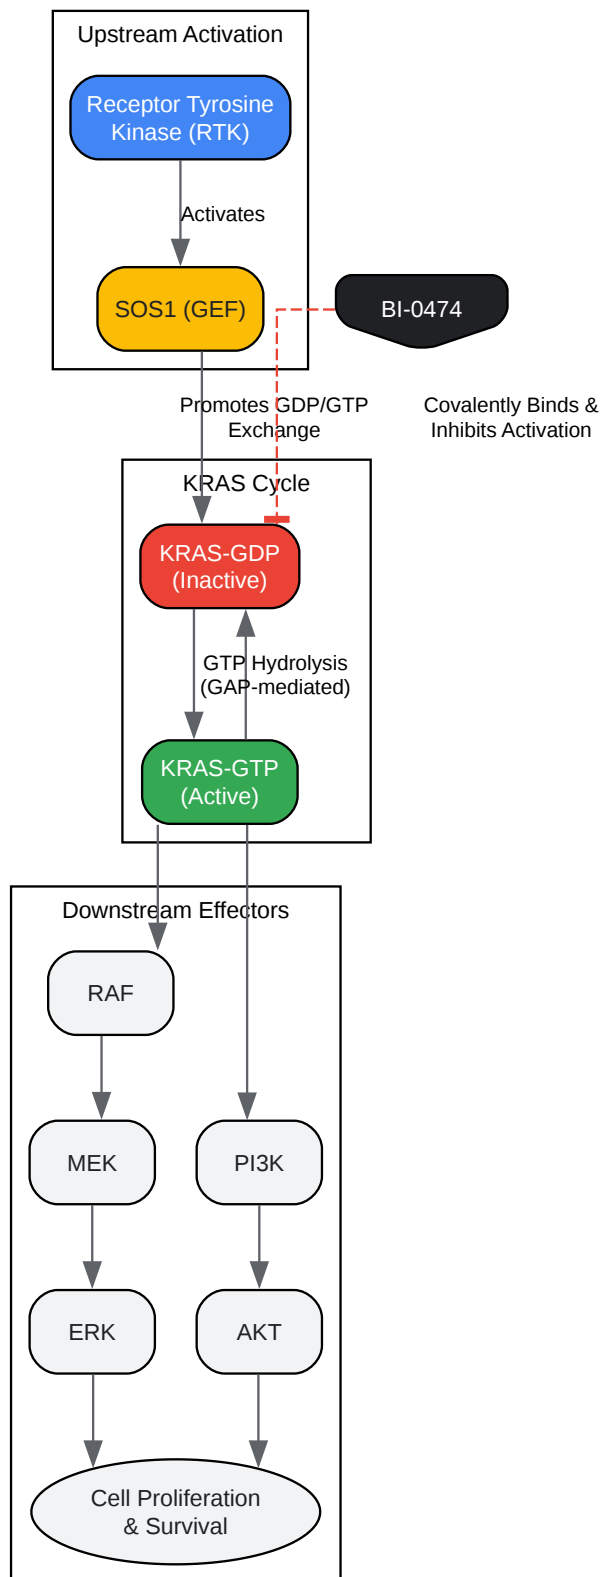 Upstream Activation
Receptor Tyrosine
Kinase (RTK)
Activates
SOS1 (GEF)
BI-0474
Promotes GDP/GTP
Exchange
Covalently Binds &
Inhibits Activation
KRAS Cycle
KRAS-GDP
(Inactive)
GTP Hydrolysis
(GAP-mediated)
KRAS-GTP
(Active)
Downstream Effectors
RAF
MEK
PI3K
ERK
AKT
Cell Proliferation
& Survival